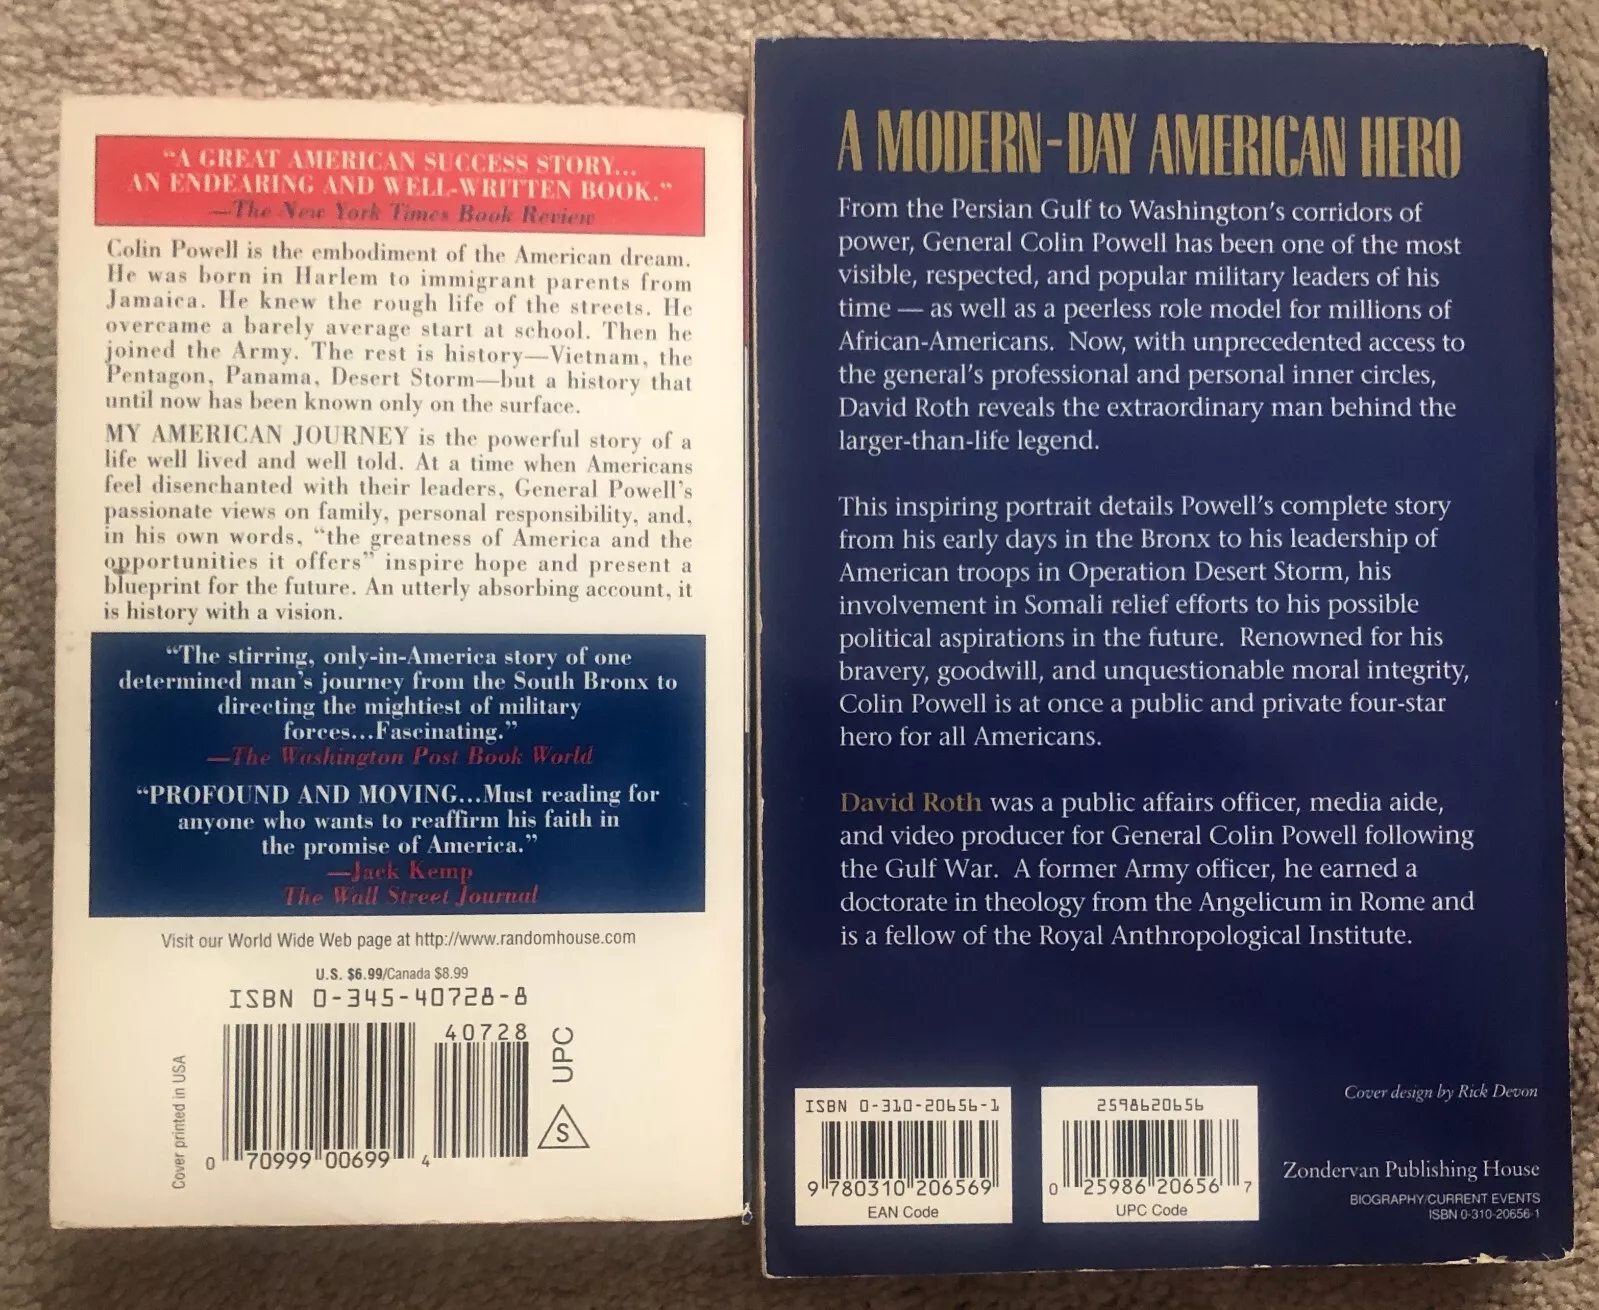 "A GREAT AMERICAN SUCCESS STORY...
AN ENDEARING AND WELL-WRITTEN BOOK."
—The New York Times Book Review
Colin Powell is the embodiment of the American dream.
He was born in Harlem to immigrant parents from
Jamaica. He knew the rough life of the streets. He
overcame a barely average start at school. Then he
joined the Army. The rest is history—Vietnam, the
Pentagon, Panama, Desert Storm—but a history that
until now has been known only on the surface.
MY AMERICAN JOURNEY is the powerful story of a
life well lived and well told. At a time when Americans
feel disenchanted with their leaders, General Powell's
passionate views on family, personal responsibility, and,
in his own words, "the greatness of America and the
opportunities it offers" inspire hope and present a
blueprint for the future. An utterly absorbing account, it
is history with a vision.
"The stirring, only-in-America story of one
determined man's journey from the South Bronx to
directing the mightiest of military
forces...Fascinating."
—The Washington Post Book World
"PROFOUND AND MOVING...Must reading for
anyone who wants to reaffirm his faith in
the promise of America."
—Jack Kemp
The Wall Street Journal
Visit our World Wide Web page at http://www.randomhouse.com
U.S. $6.99/Canada $8.99
ISBN 0-345-40728-8
40728
UPC
S
Cover printed in USA
0 70999 00699 4
A MODERN-DAY AMERICAN HERO
From the Persian Gulf to Washington's corridors of
power, General Colin Powell has been one of the most
visible, respected, and popular military leaders of his
time — as well as a peerless role model for millions of
African-Americans. Now, with unprecedented access to
the general's professional and personal inner circles,
David Roth reveals the extraordinary man behind the
larger-than-life legend.
This inspiring portrait details Powell's complete story
from his early days in the Bronx to his leadership of
American troops in Operation Desert Storm, his
involvement in Somali relief efforts to his possible
political aspirations in the future. Renowned for his
bravery, goodwill, and unquestionable moral integrity,
Colin Powell is at once a public and private four-star
hero for all Americans.
David Roth was a public affairs officer, media aide,
and video producer for General Colin Powell following
the Gulf War. A former Army officer, he earned a
doctorate in theology from the Angelicum in Rome and
is a fellow of the Royal Anthropological Institute.
ISBN 0-310-20656-1
9 780310 206569
EAN Code
2598620656
0 25986 20656 7
UPC Code
Cover design by Rick Devon
Zondervan Publishing House
BIOGRAPHY/CURRENT EVENTS
ISBN 0-310-20656-1